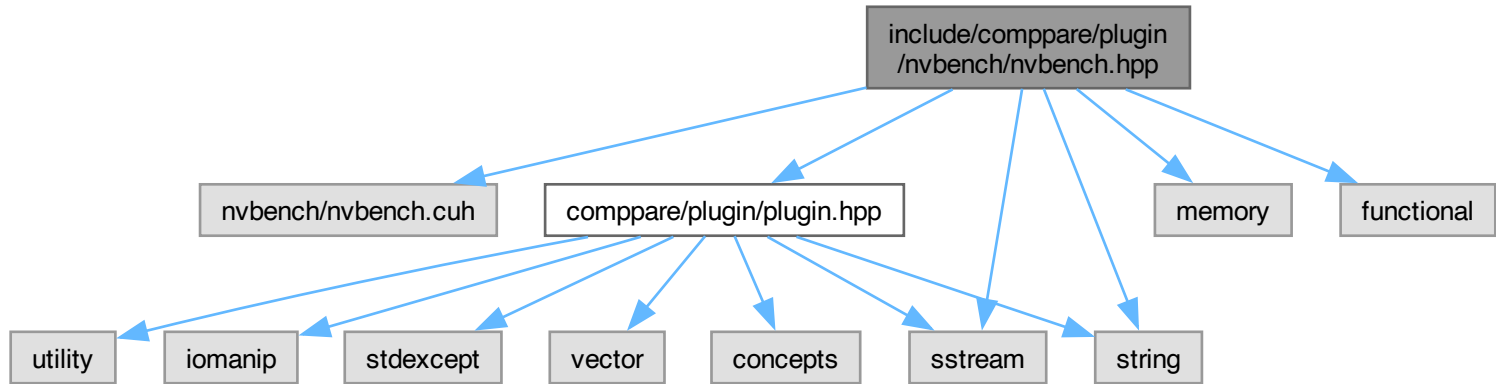 include/comppare/plugin
/nvbench/nvbench.hpp
nvbench/nvbench.cuh
comppare/plugin/plugin.hpp
memory
functional
utility
iomanip
stdexcept
vector
concepts
sstream
string